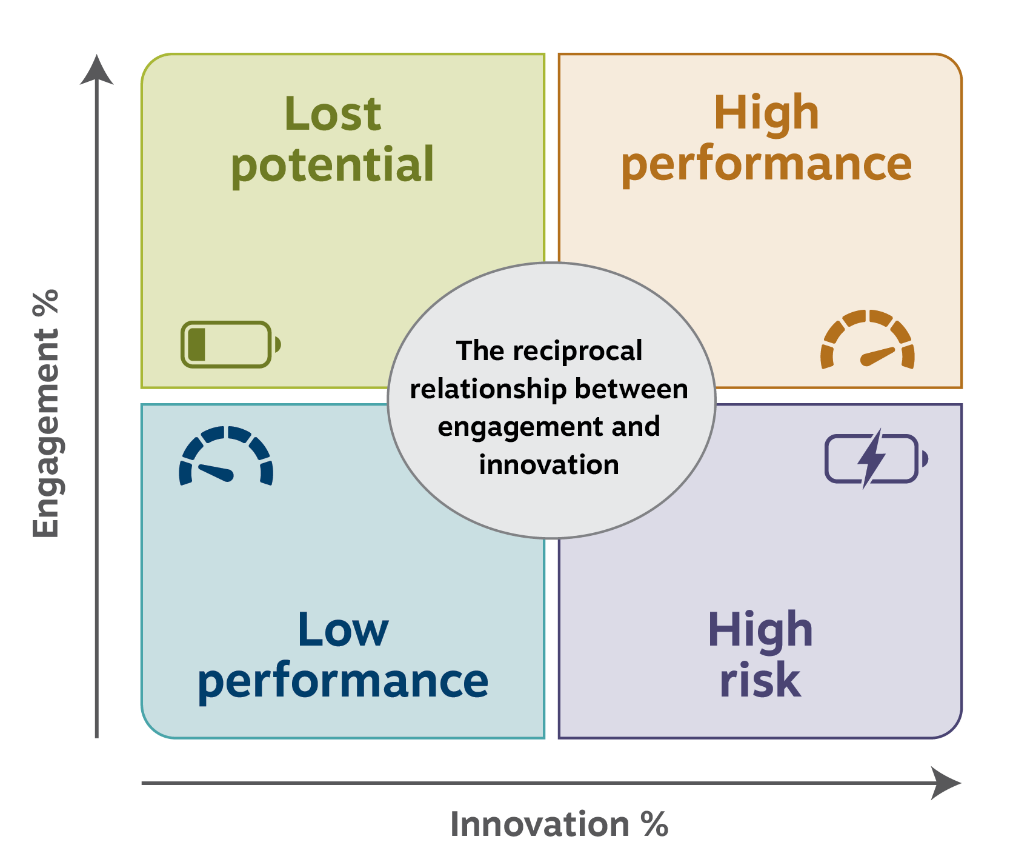 Lost
potential
High
performance
The reciprocal
relationship between
engagement and
innovation
Low
performance
High
risk
Engagement %
Innovation %